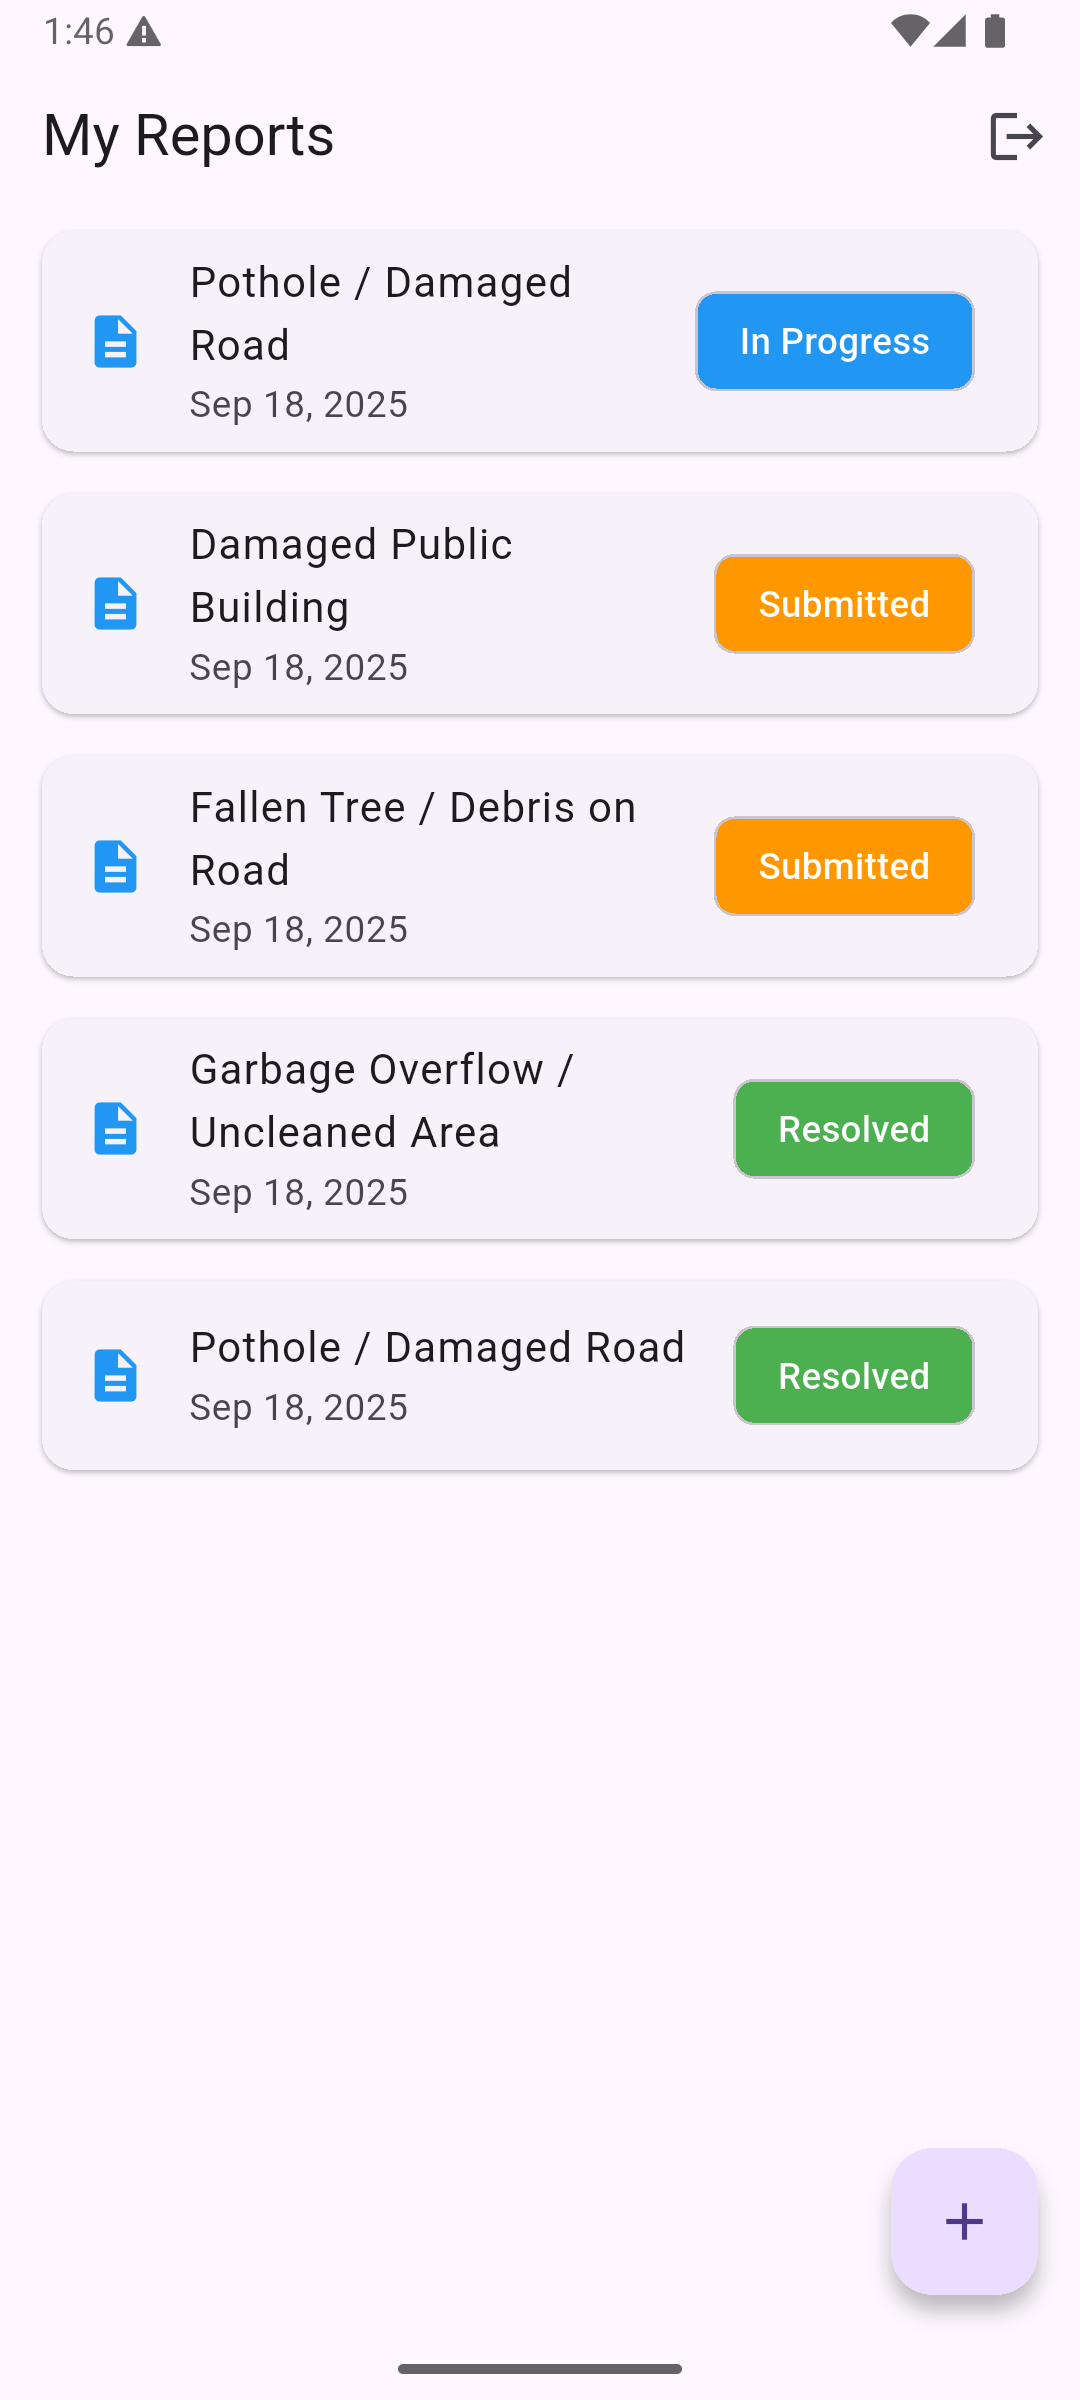 1:46
My Reports
Pothole / Damaged
Road
Sep 18, 2025
In Progress
Damaged Public
Building
Sep 18, 2025
Submitted
Fallen Tree / Debris on
Road
Sep 18, 2025
Submitted
Garbage Overflow /
Uncleaned Area
Sep 18, 2025
Resolved
Pothole / Damaged Road
Sep 18, 2025
Resolved